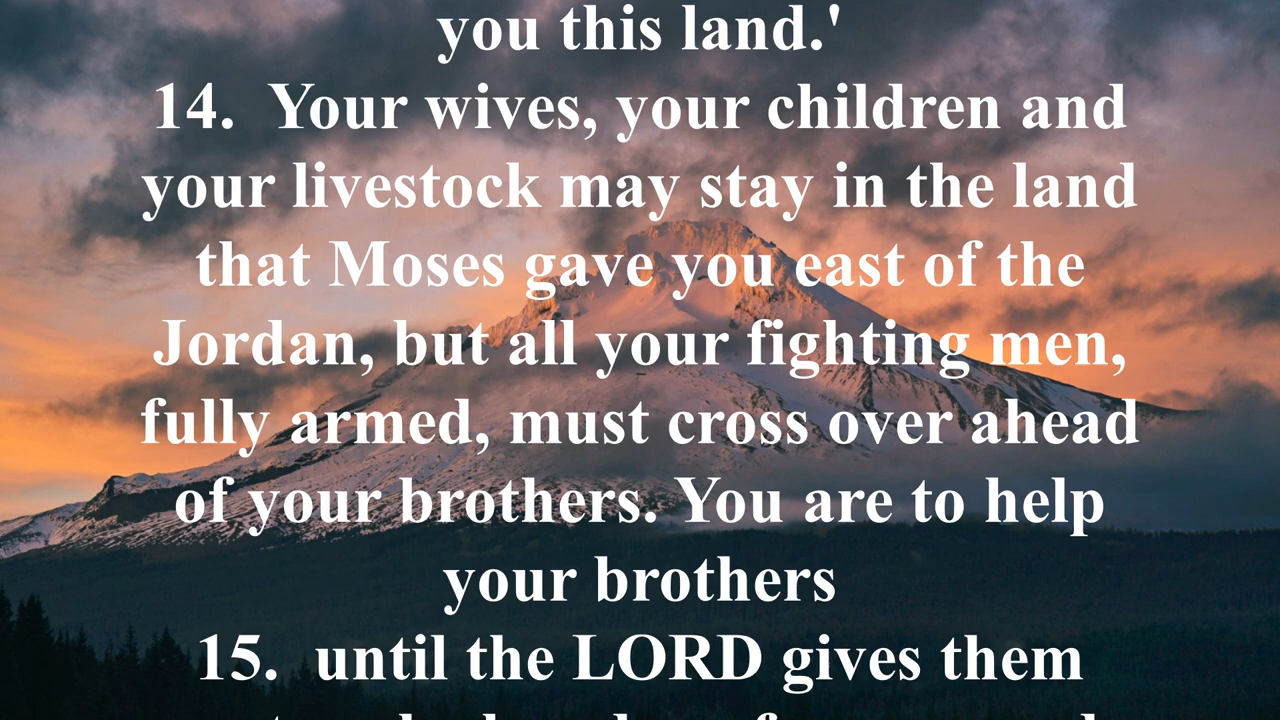 you this land.'
14.  Your wives, your children and
your livestock may stay in the land
that Moses gave you east of the
Jordan, but all your fighting men,
fully armed, must cross over ahead
of your brothers. You are to help
your brothers
15.  until the LORD gives them